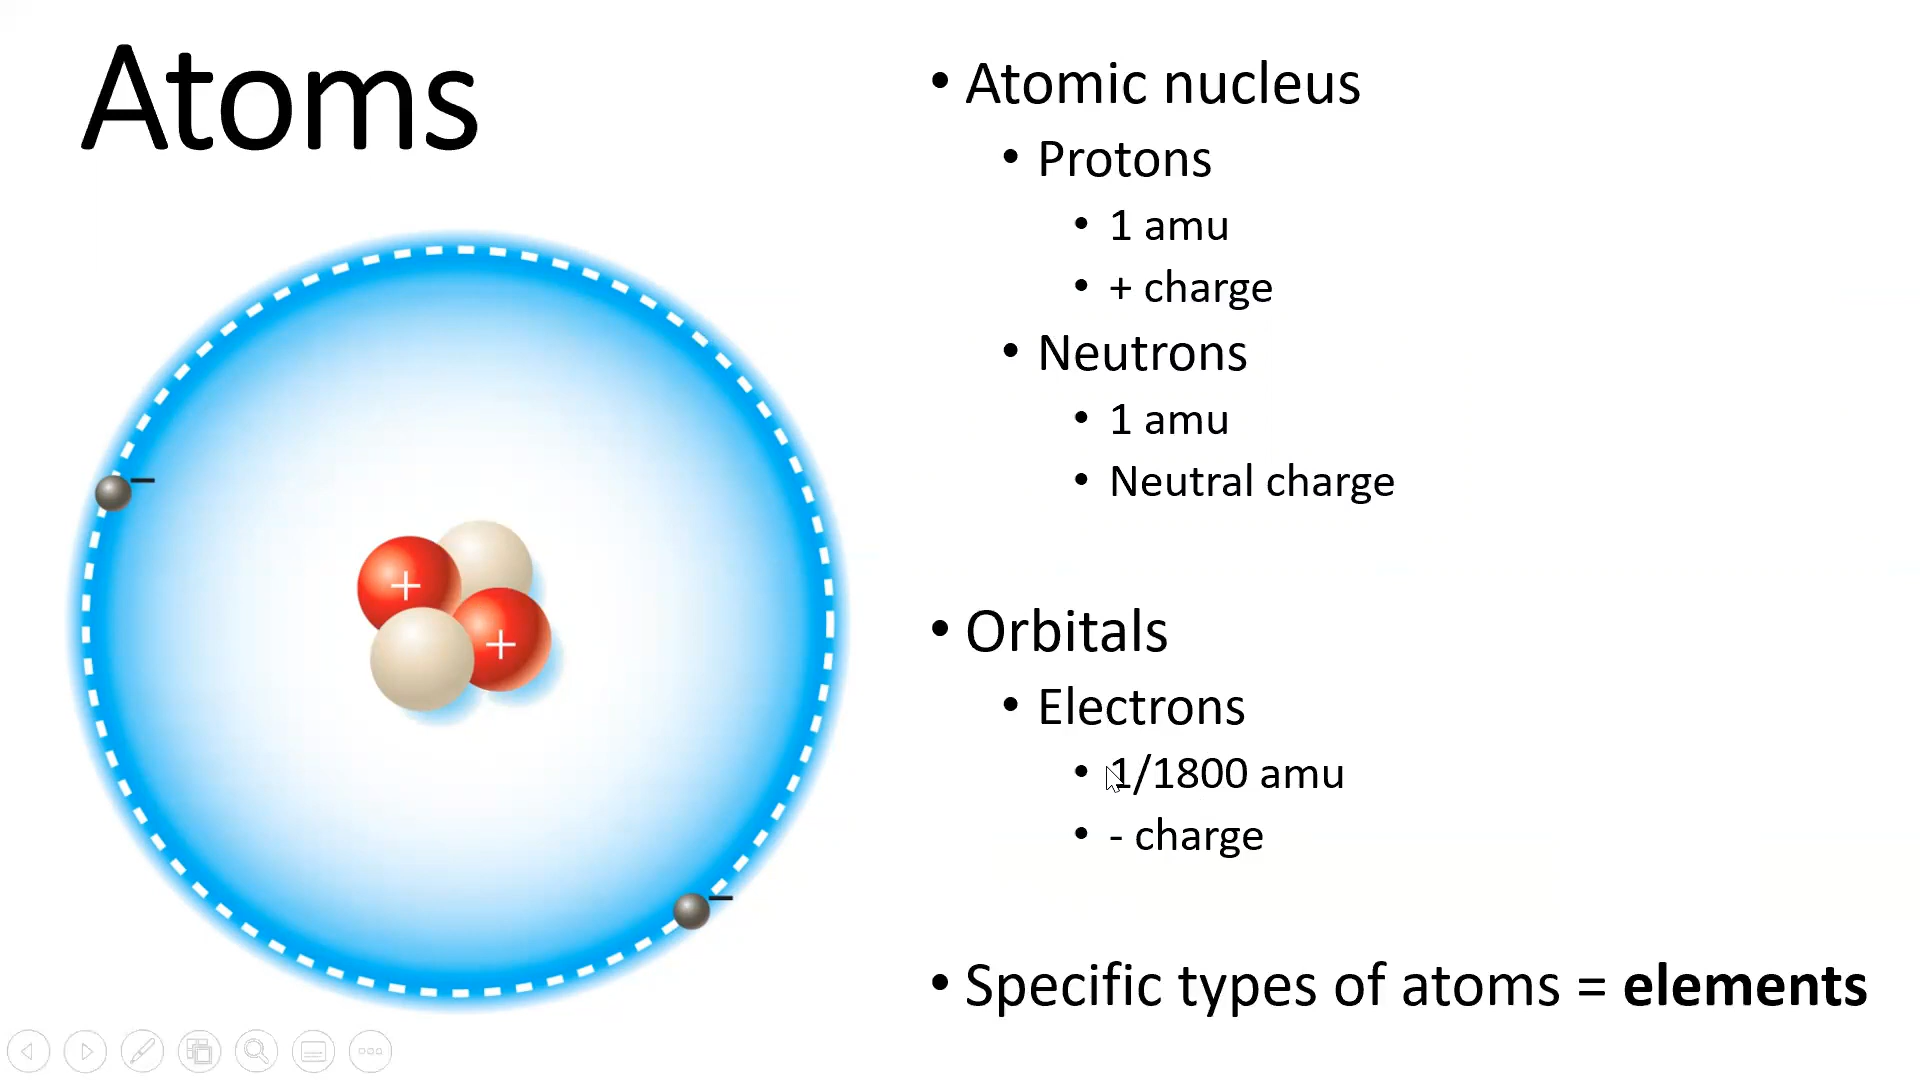 Atoms
• Atomic nucleus
• Protons
• 1 amu
• + charge
• Neutrons
• 1 amu
• Neutral charge
• Orbitals
• Electrons
• 1/1800 amu
• - charge
• Specific types of atoms = elements
–
+
+
–